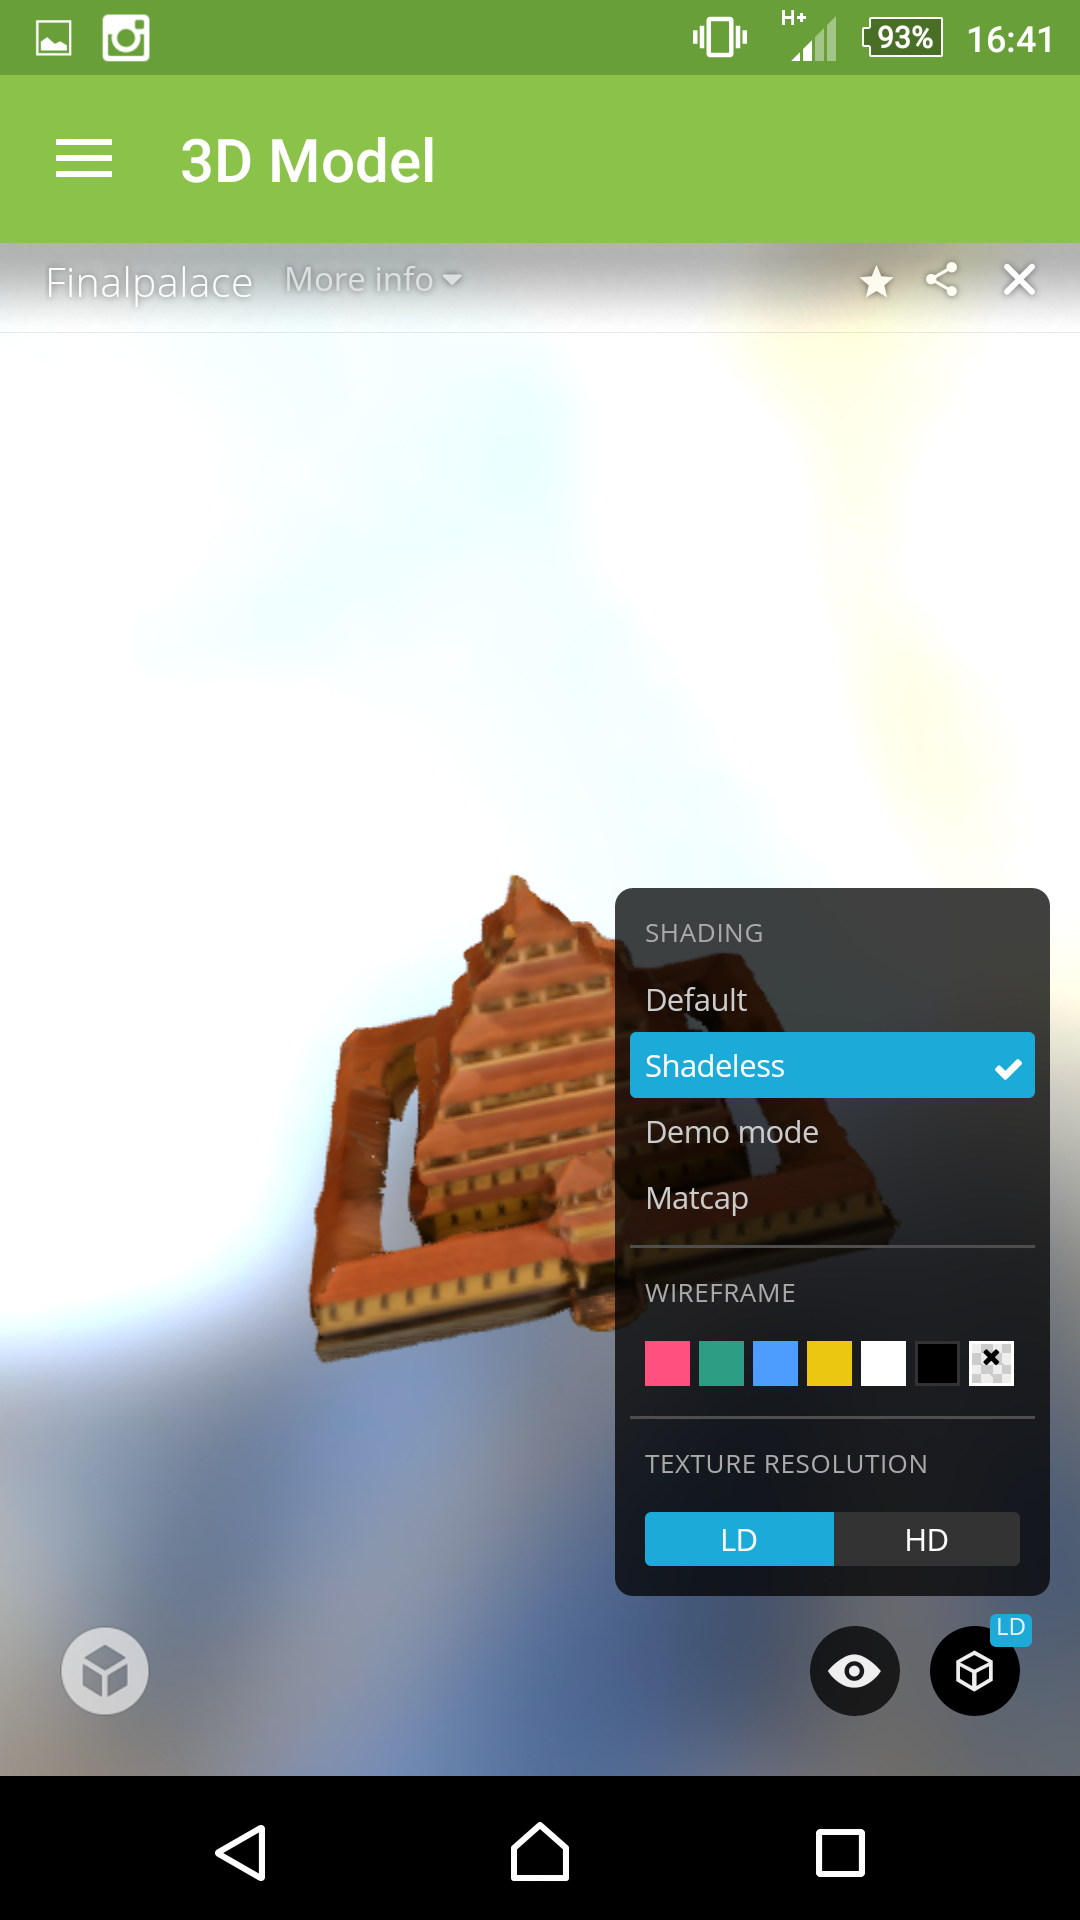 H+
93%
16:41
3D Model
Finalpalace More info
SHADING
Default
Shadeless
Demo mode
Matcap
WIREFRAME
TEXTURE RESOLUTION
LD HD
LD